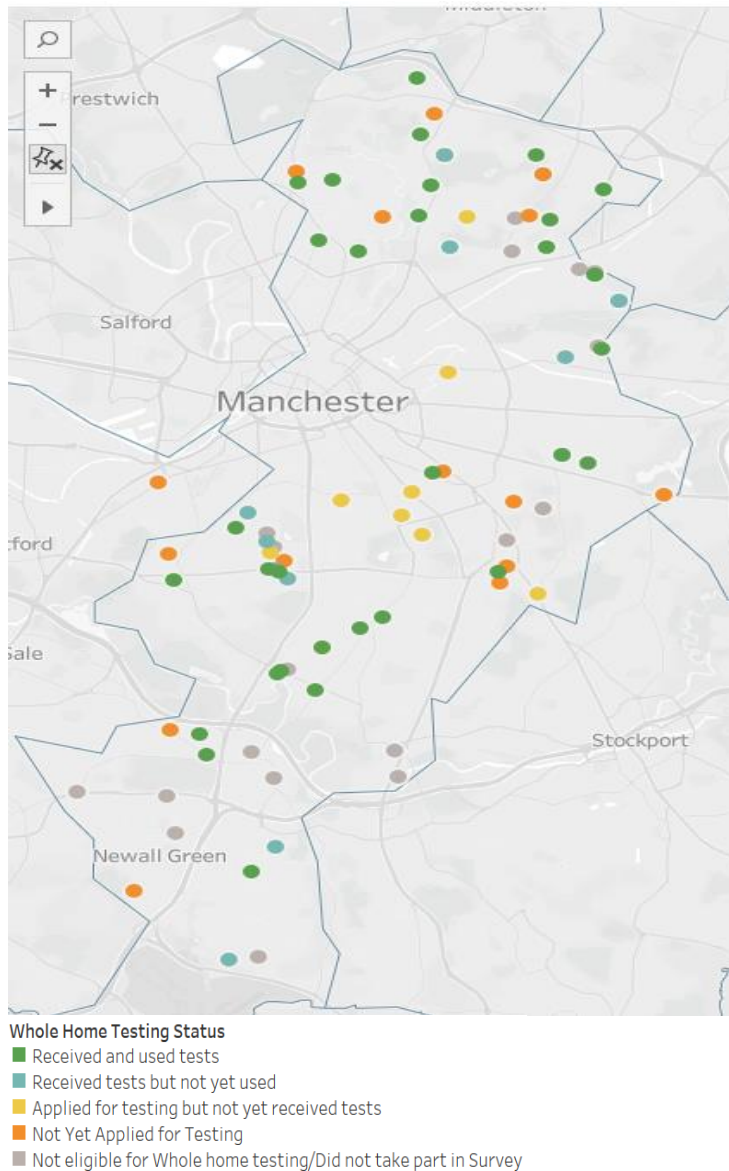 Middleton
Prestwich
Salford
Manchester
Sale
Stockport
Newall Green
Whole Home Testing Status
Received and used tests
Received tests but not yet used
Applied for testing but not yet received tests
Not Yet Applied for Testing
Not eligible for Whole home testing/Did not take part in Survey